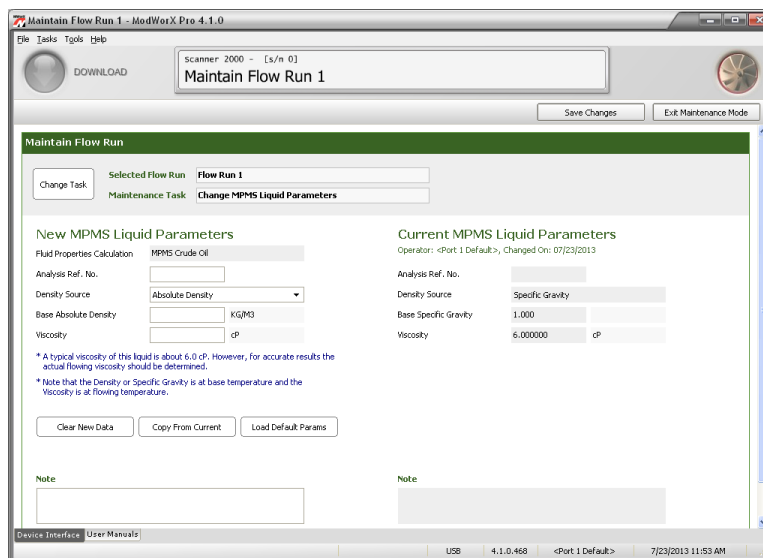 Maintain Flow Run 1 - ModWorX Pro 4.1.0
File Tasks Tools Help
DOWNLOAD
Scanner 2000 - [s/n 0]
Maintain Flow Run 1
Save Changes
Exit Maintenance Mode
Maintain Flow Run
Change Task
Selected Flow Run Flow Run 1
Maintenance Task Change MPMS Liquid Parameters
New MPMS Liquid Parameters
Fluid Properties Calculation MPMS Crude Oil
Analysis Ref. No.
Density Source Absolute Density
Base Absolute Density KG/M3
Viscosity cP
* A typical viscosity of this liquid is about 6.0 cP. However, for accurate results the
actual flowing viscosity should be determined.
* Note that the Density or Specific Gravity is at base temperature and the
Viscosity is at flowing temperature.
Clear New Data
Copy From Current
Load Default Params
Note
Current MPMS Liquid Parameters
Operator: <Port 1 Default>, Changed On: 07/23/2013
Analysis Ref. No.
Density Source Specific Gravity
Base Specific Gravity 1.000
Viscosity 6.000000 cP
Note
Device Interface User Manuals
USB 4.1.0.468 <Port 1 Default> 7/23/2013 11:53 AM